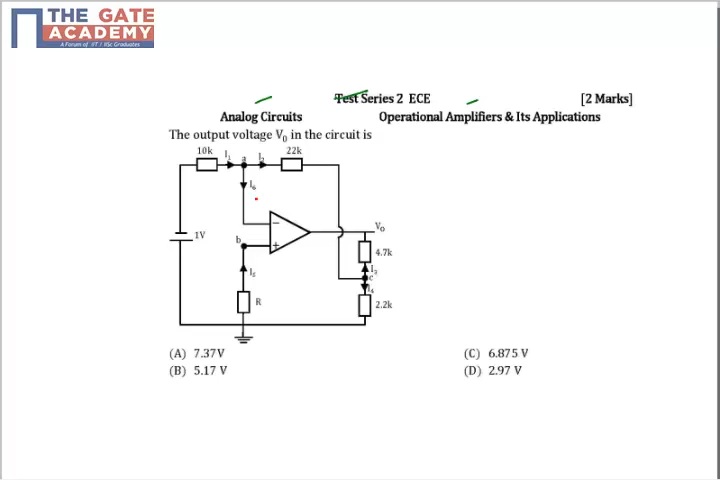 THE GATE
ACADEMY
A Forum of IIT / IISc Graduates
Test Series 2 ECE [2 Marks]
Analog Circuits Operational Amplifiers & Its Applications
The output voltage V₀ in the circuit is
10k I₁ a I₂ 22k
I₆
1V b − + V₀
4.7k
I₅ I₃
c
I₄
R 2.2k
(A) 7.37V (C) 6.875 V
(B) 5.17 V (D) 2.97 V